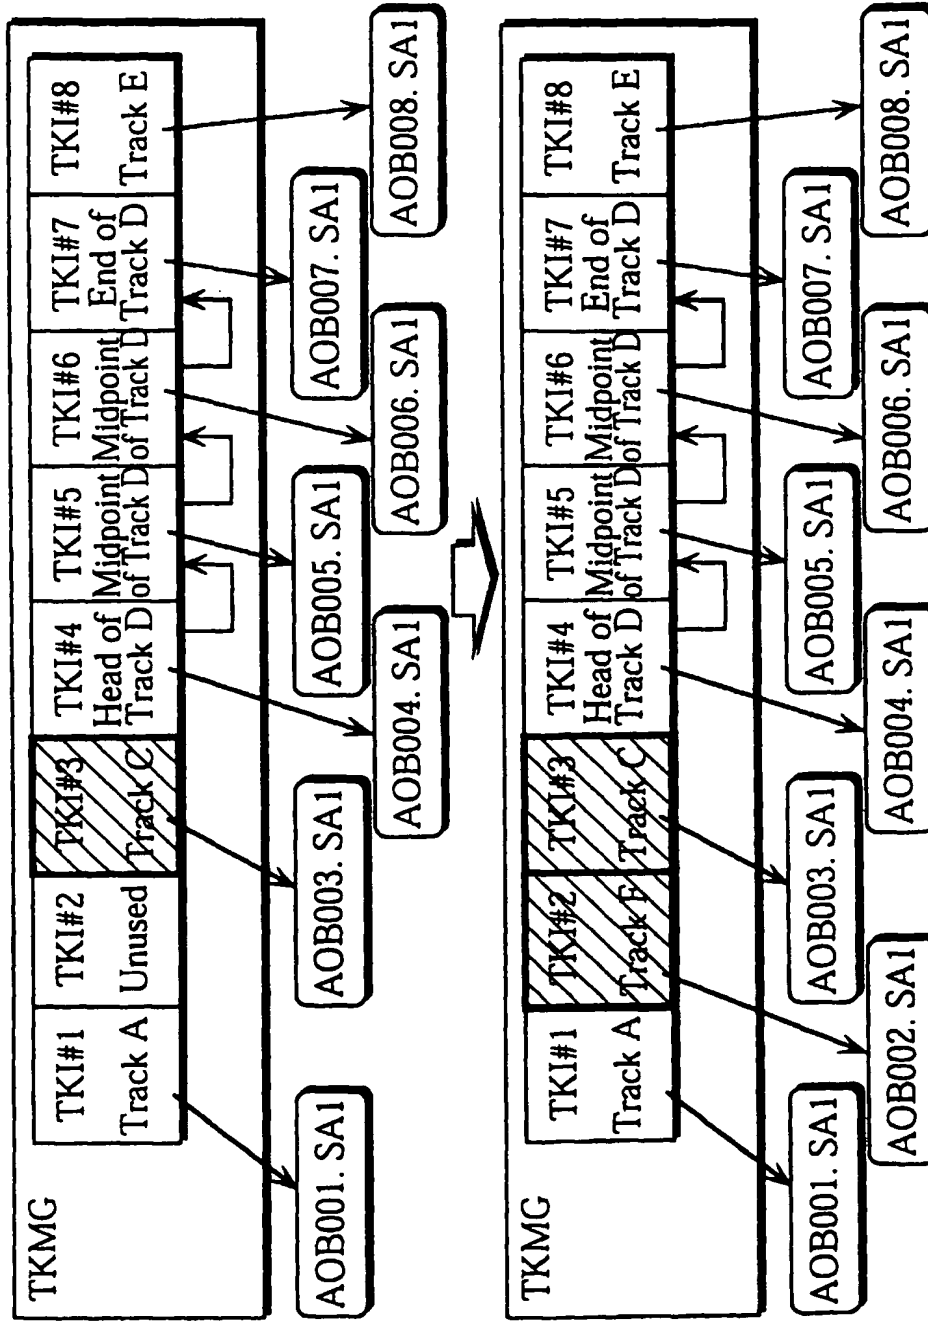 TKMG
TKI#1
Track A
TKI#2
Unused
TKI#3
Track C
TKI#4
Head of
Track D
TKI#5
Midpoint
of Track D
TKI#6
Midpoint
of Track D
TKI#7
End of
Track D
TKI#8
Track E
AOB001. SA1
AOB003. SA1
AOB004. SA1
AOB005. SA1
AOB006. SA1
AOB007. SA1
AOB008. SA1
TKMG
TKI#1
Track A
TKI#2
Track F
TKI#3
Track C
TKI#4
Head of
Track D
TKI#5
Midpoint
of Track D
TKI#6
Midpoint
of Track D
TKI#7
End of
Track D
TKI#8
Track E
AOB001. SA1
AOB002. SA1
AOB003. SA1
AOB004. SA1
AOB005. SA1
AOB006. SA1
AOB007. SA1
AOB008. SA1